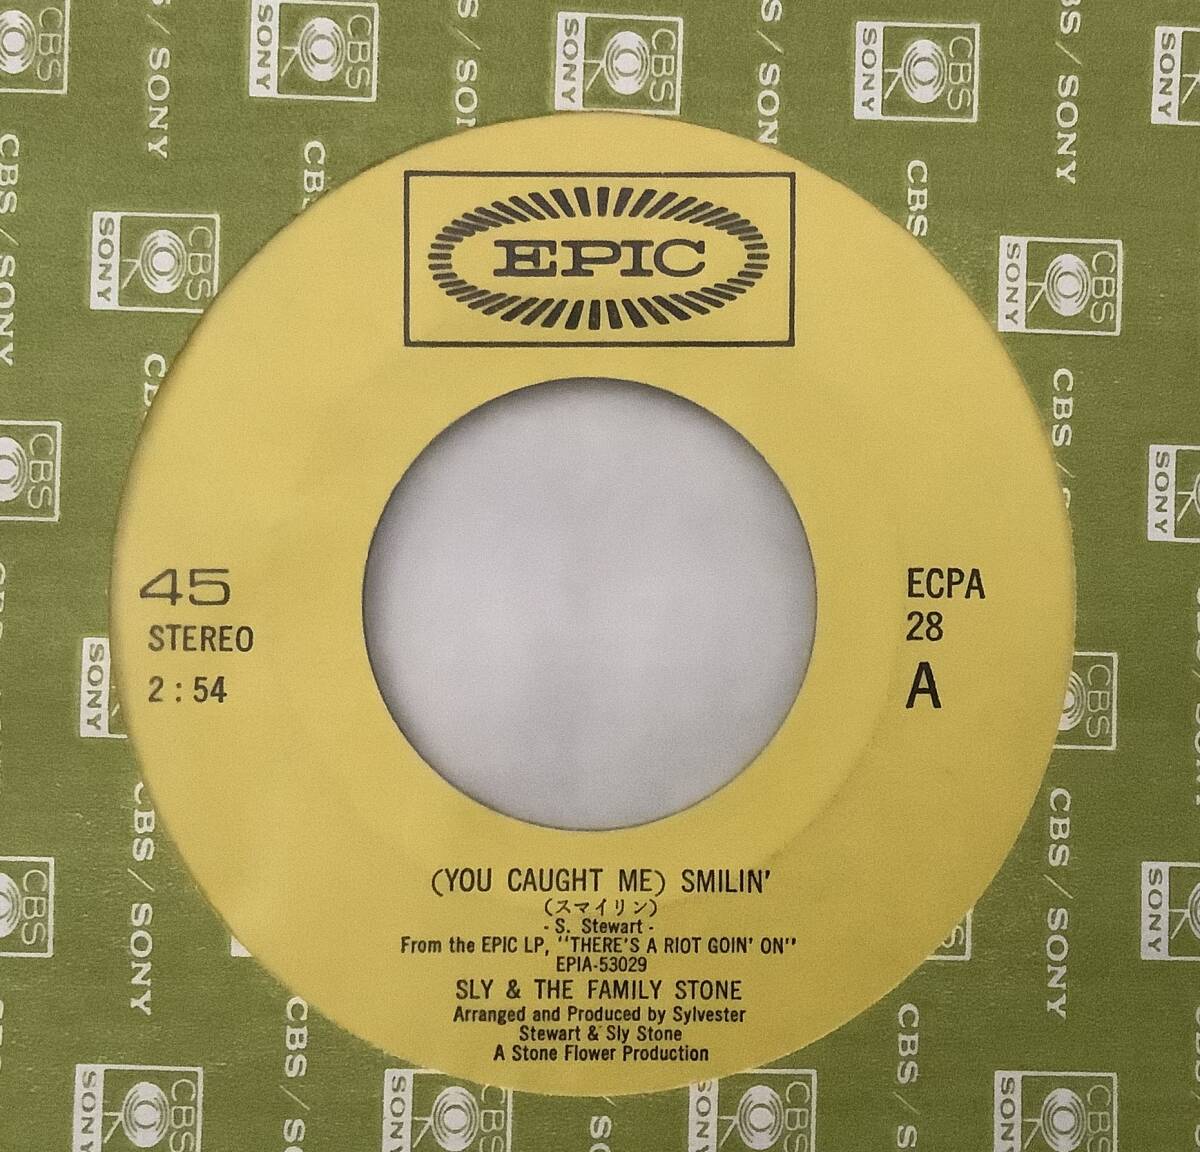 EPIC
45
STEREO
2:54
ECPA
28
A
(YOU CAUGHT ME) SMILIN'
(スマイリン)
- S. Stewart -
From the EPIC LP, "THERE'S A RIOT GOIN' ON"
EPIA-53029
SLY & THE FAMILY STONE
Arranged and Produced by Sylvester
Stewart & Sly Stone
A Stone Flower Production
CBS/SONY
CBS
SONY